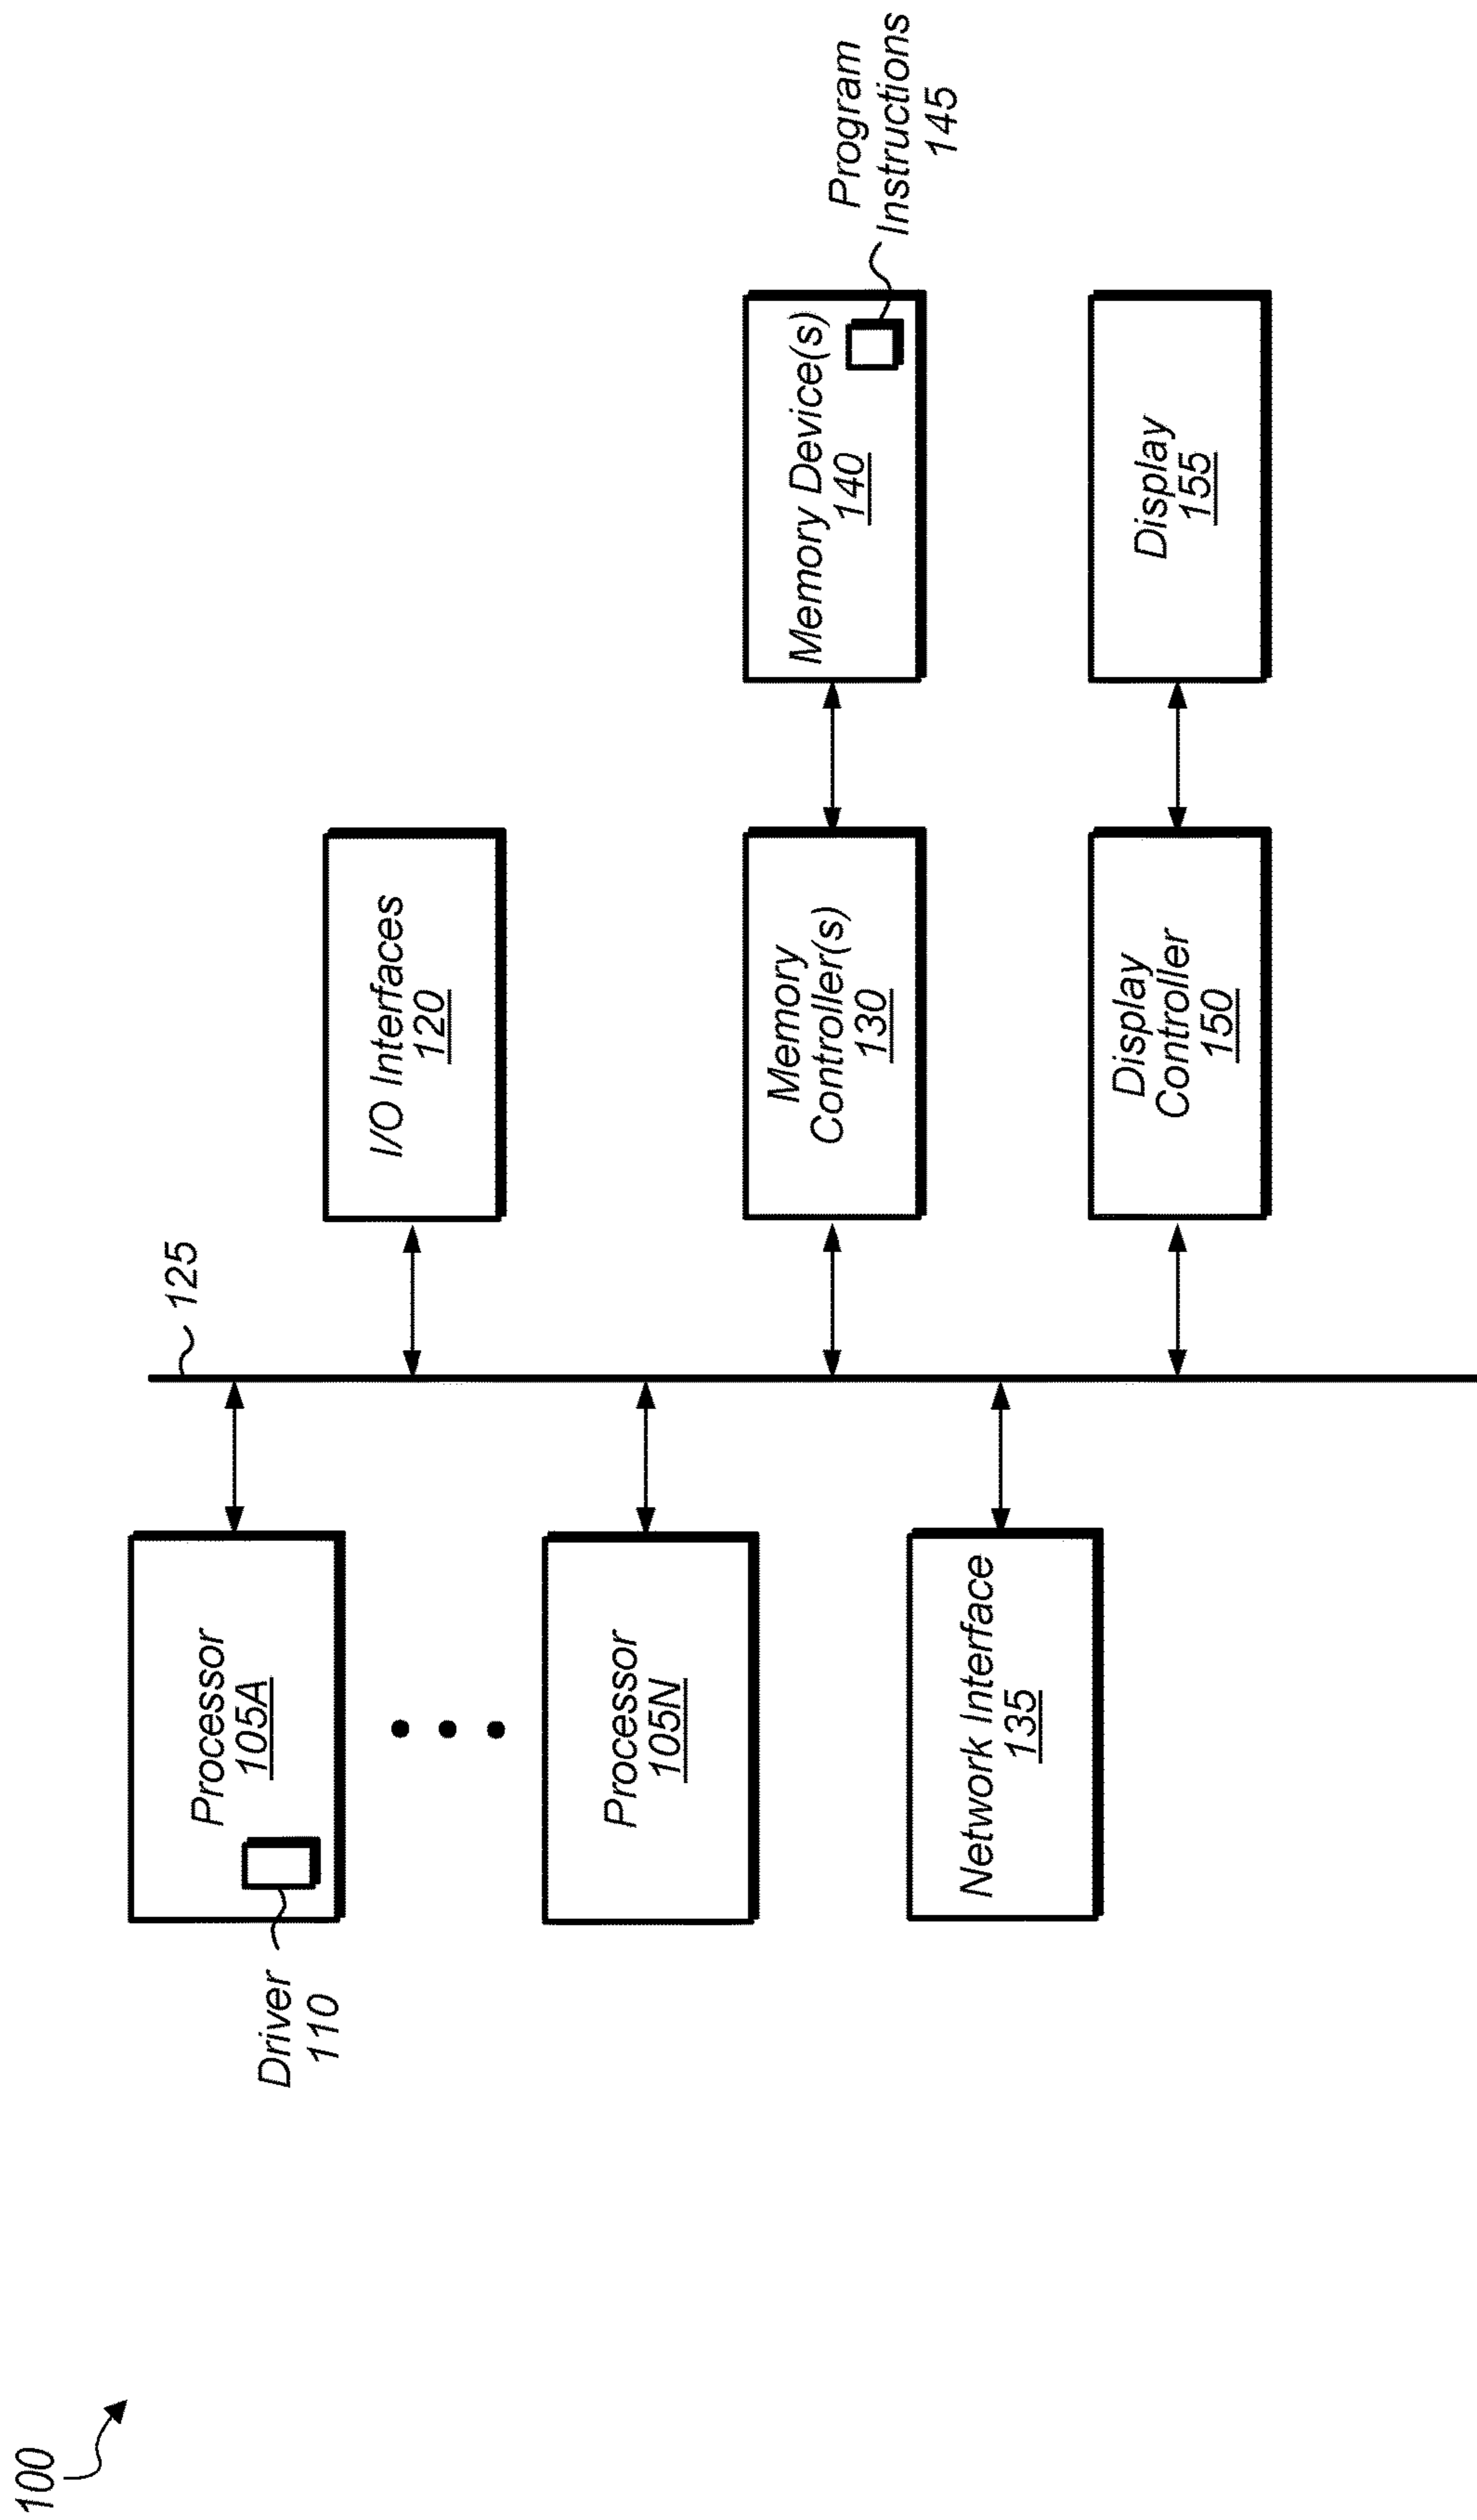 100
Driver
110
Processor
105A
Processor
105N
Network Interface
135
125
I/O Interfaces
120
Memory
Controller(s)
130
Display
Controller
150
Memory Device(s)
140
Program
Instructions
145
Display
155